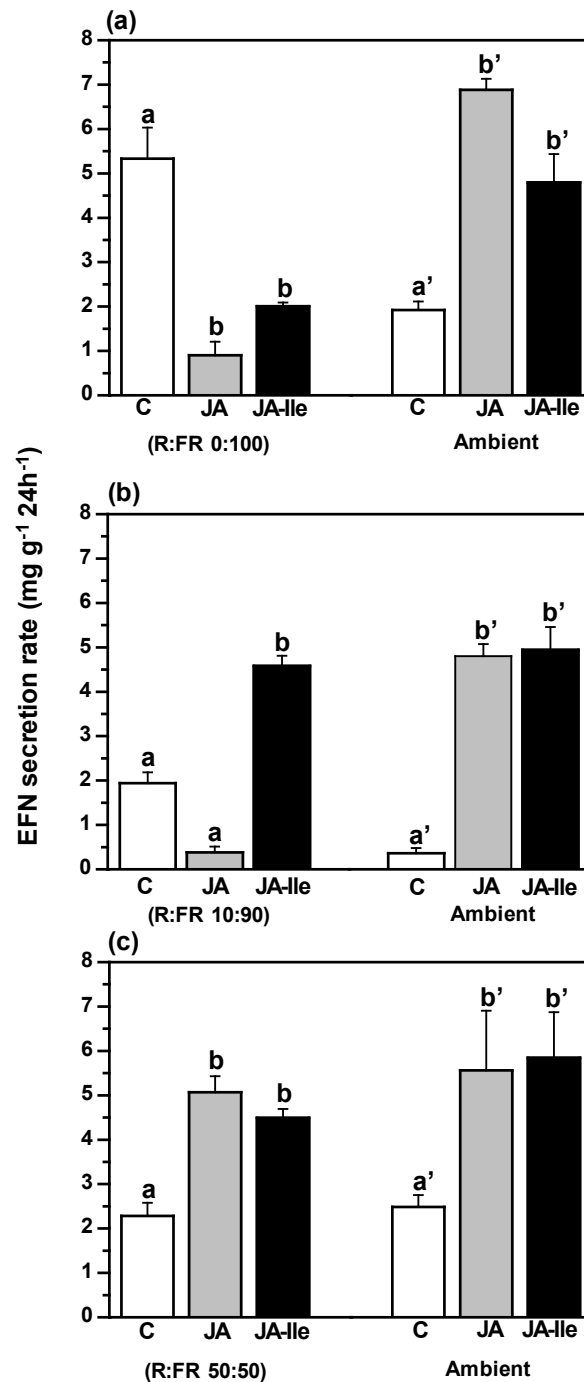 (a)
8
7
6
5
4
3
2
1
0
a
b
b
a’
b’
b’
C JA JA-Ile C JA JA-Ile
(R:FR 0:100) Ambient
(b)
8
7
6
5
4
3
2
1
0
a
a
b
a’
b’
b’
C JA JA-Ile C JA JA-Ile
(R:FR 10:90) Ambient
EFN secretion rate (mg g⁻¹ 24h⁻¹)
(c)
8
7
6
5
4
3
2
1
0
a
b
b
a’
b’
b’
C JA JA-Ile C JA JA-Ile
(R:FR 50:50) Ambient